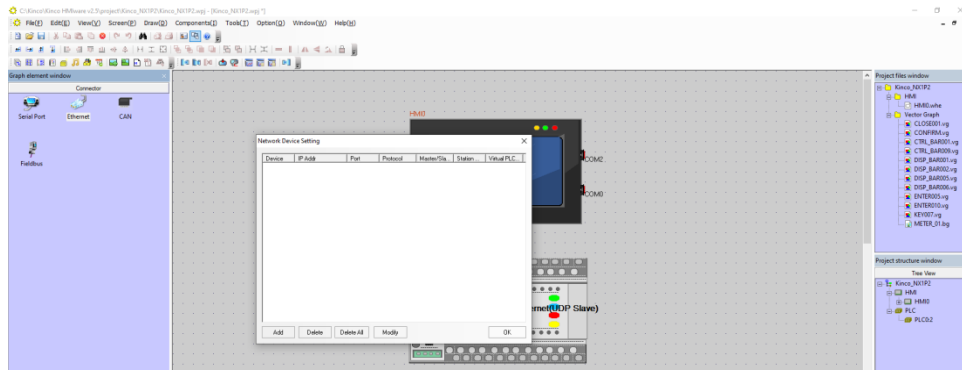 C:\Kinco\Kinco HMIware v2.5\project\Kinco_NX1P2\Kinco_NX1P2.wpj - [Kinco_NX1P2.wpj *]
File(F) Edit(E) View(V) Screen(P) Draw(D) Components(I) Tools(T) Option(O) Window(W) Help(H)
Graph element window
Connector
Serial Port Ethernet CAN
Fieldbus
HMI0
COM2
COM0
Network Device Setting
Device IP Addr Port Protocol Master/Sla... Station ... Virtual PLC...
Add Delete Delete All Modify OK
ernet(UDP Slave)
Project files window
Kinco_NX1P2
HMI
HMI0.whe
Vector Graph
CLOSE001.vg
CONFIRM.vg
CTRL_BAR001.vg
CTRL_BAR009.vg
DISP_BAR001.vg
DISP_BAR002.vg
DISP_BAR005.vg
DISP_BAR006.vg
ENTER005.vg
ENTER010.vg
KEY007.vg
METER_01.bg
Project structure window
Tree View
Kinco_NX1P2
HMI
HMI0
PLC
PLC0:2